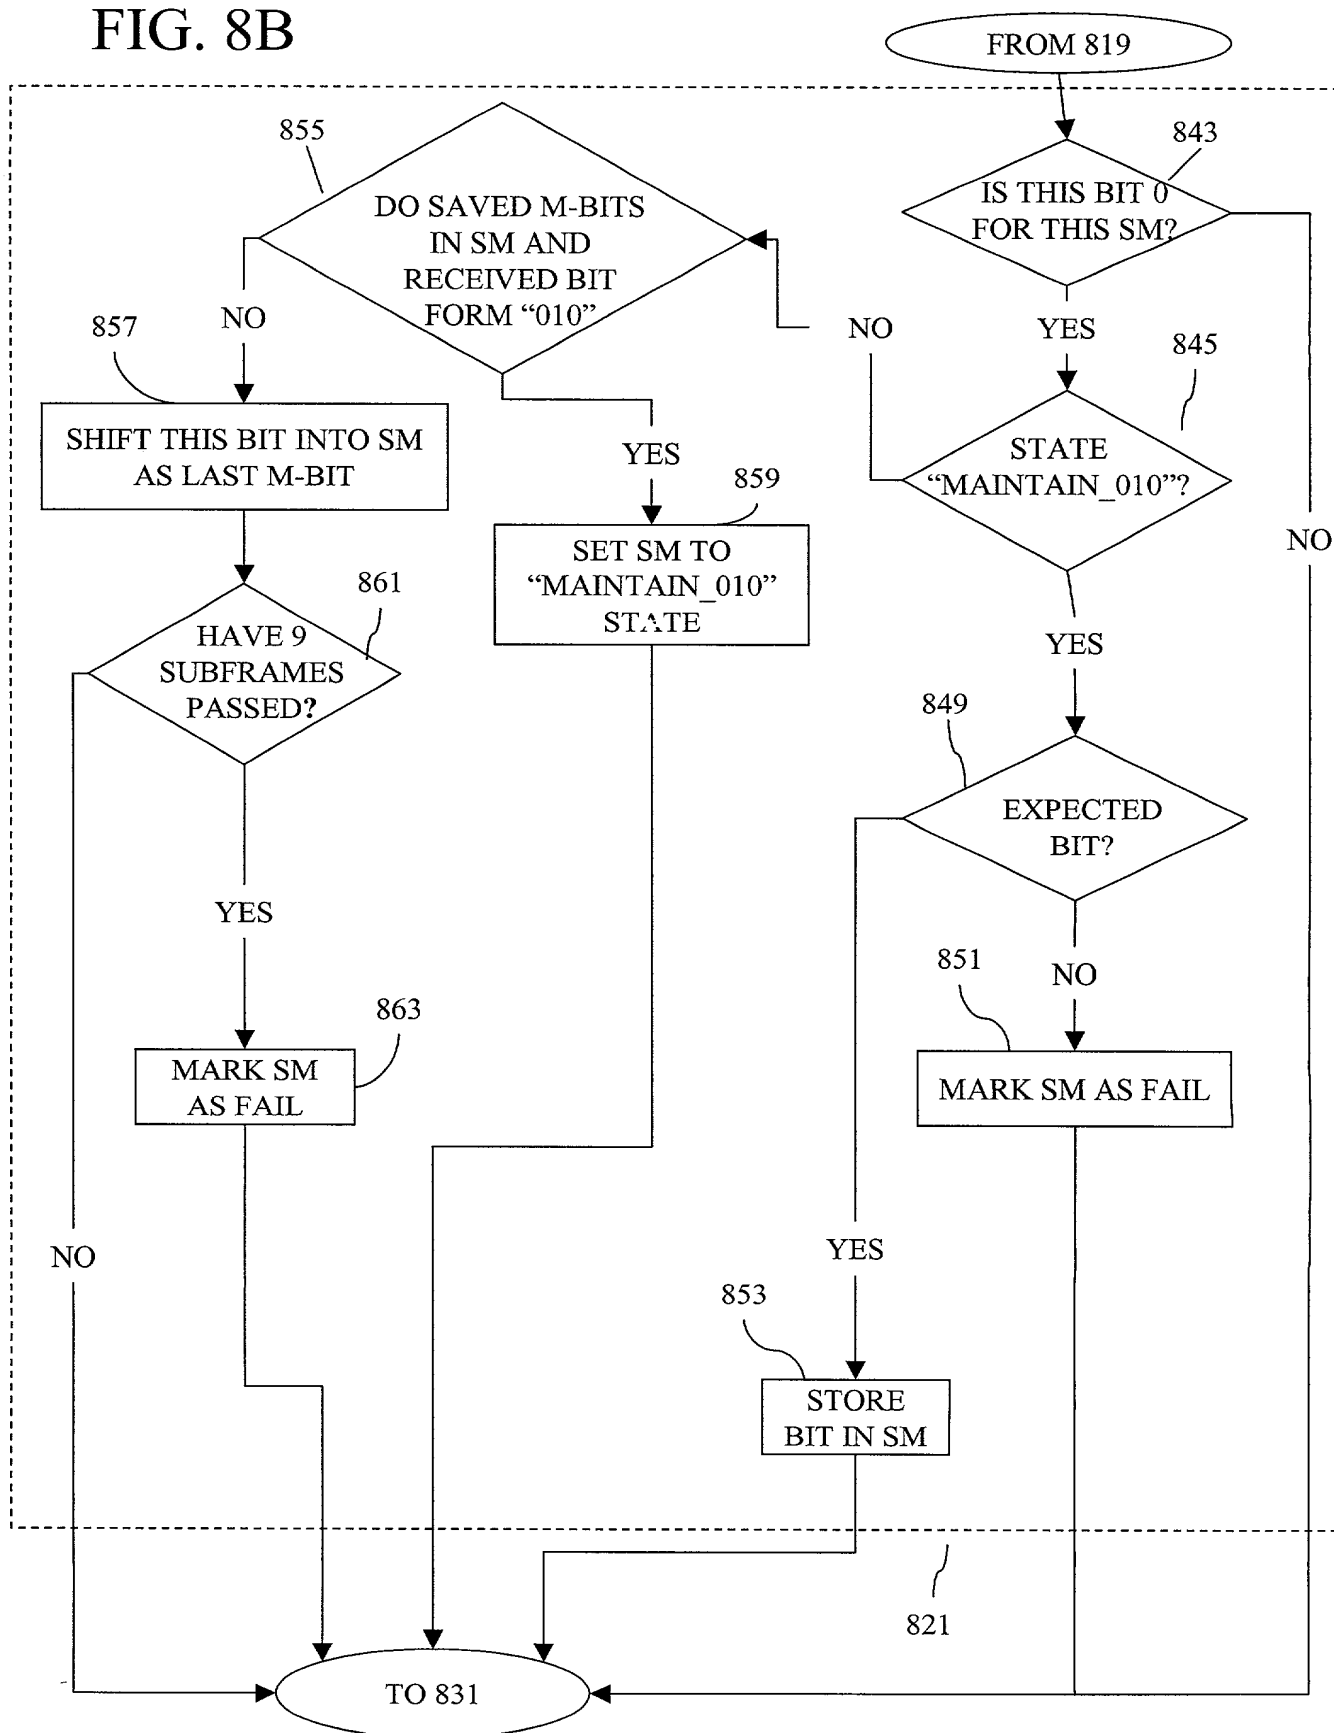 FIG. 8B
FROM 819
843
IS THIS BIT 0
FOR THIS SM?
YES
NO
845
STATE
“MAINTAIN_010”?
NO
YES
855
DO SAVED M-BITS
IN SM AND
RECEIVED BIT
FORM “010”
NO
YES
857
SHIFT THIS BIT INTO SM
AS LAST M-BIT
859
SET SM TO
“MAINTAIN_010”
STATE
861
HAVE 9
SUBFRAMES
PASSED?
YES
NO
849
EXPECTED
BIT?
NO
YES
851
MARK SM AS FAIL
863
MARK SM
AS FAIL
853
STORE
BIT IN SM
821
TO 831